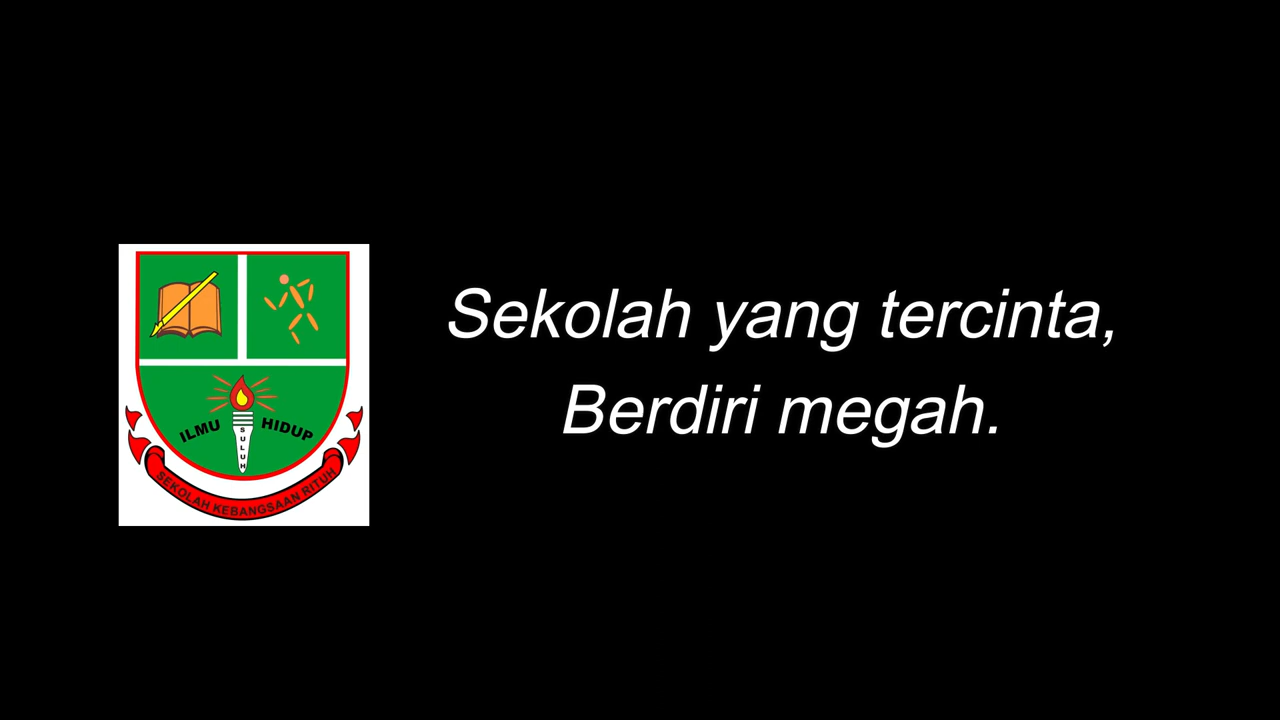 Sekolah yang tercinta,
Berdiri megah.
ILMU
SULUH
HIDUP
SEKOLAH KEBANGSAAN RITUH